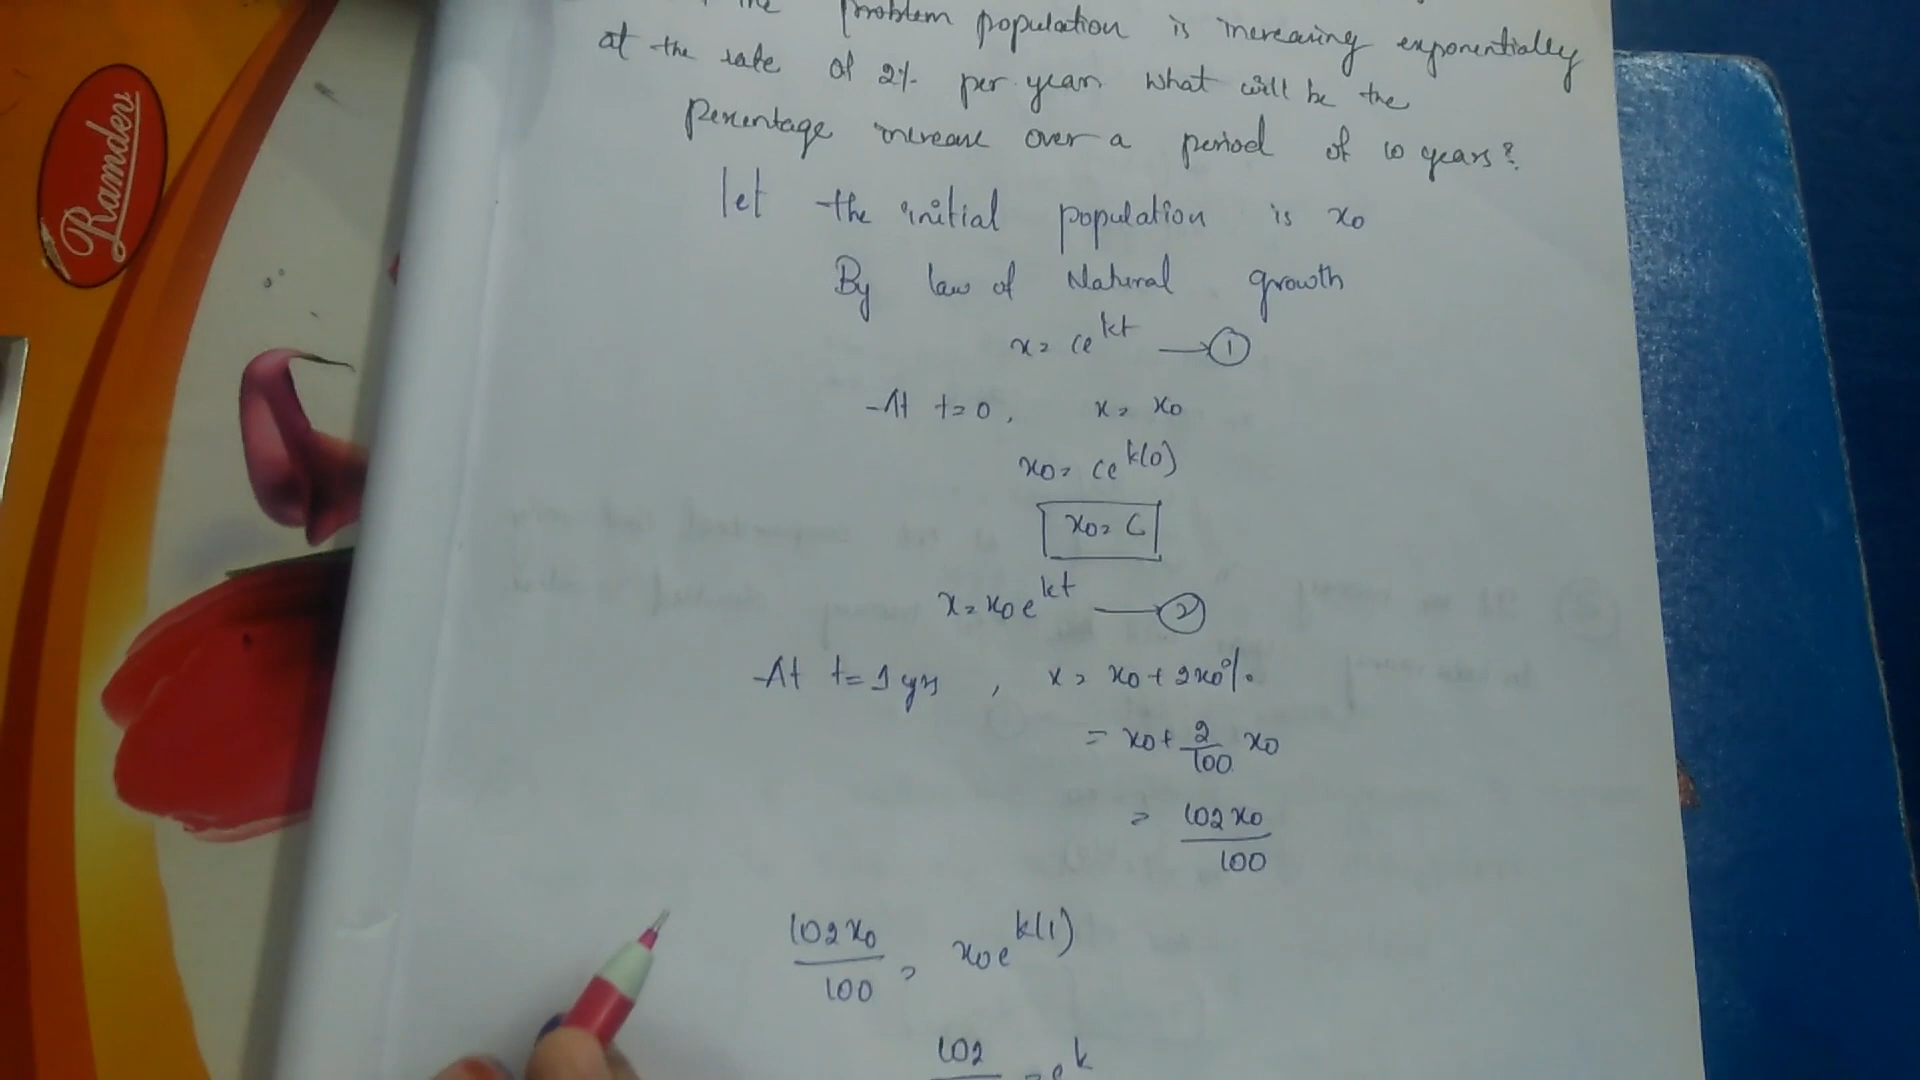 the problem population is increasing exponentially
at the rate of 2% per year what will be the
percentage increase over a period of 10 years?
let the initial population is x0
By law of Natural growth
x = ce^kt → ①
At t=0, x = x0
x0 = ce^k(0)
x0 = C
x = x0 e^kt → ②
At t = 1 yrs, x = x0 + 2x0%.
= x0 + 2/100 x0
= 102x0/100
102x0/100 = x0e^k(1)
102 = e^k
Ramdev